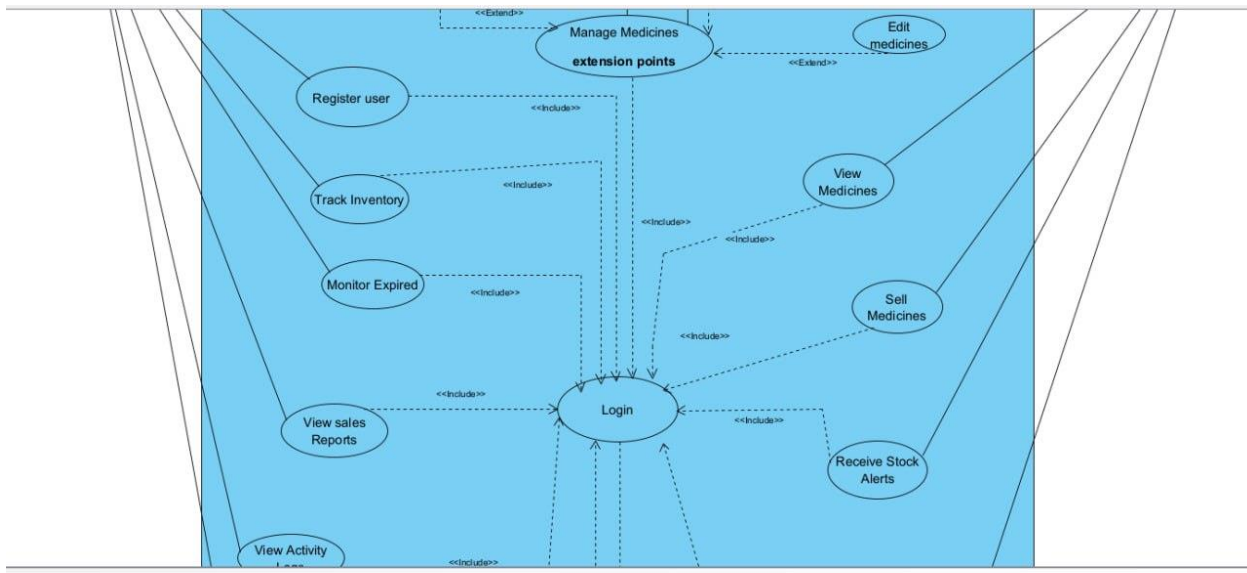 <<Extend>>
Manage Medicines
extension points
Edit
medicines
<<Extend>>
Register user
<<Include>>
Track Inventory
<<Include>>
View
Medicines
<<Include>>
<<Include>>
Monitor Expired
<<Include>>
Sell
Medicines
<<Include>>
View sales
Reports
<<Include>>
Login
<<Include>>
Receive Stock
Alerts
View Activity
<<Include>>